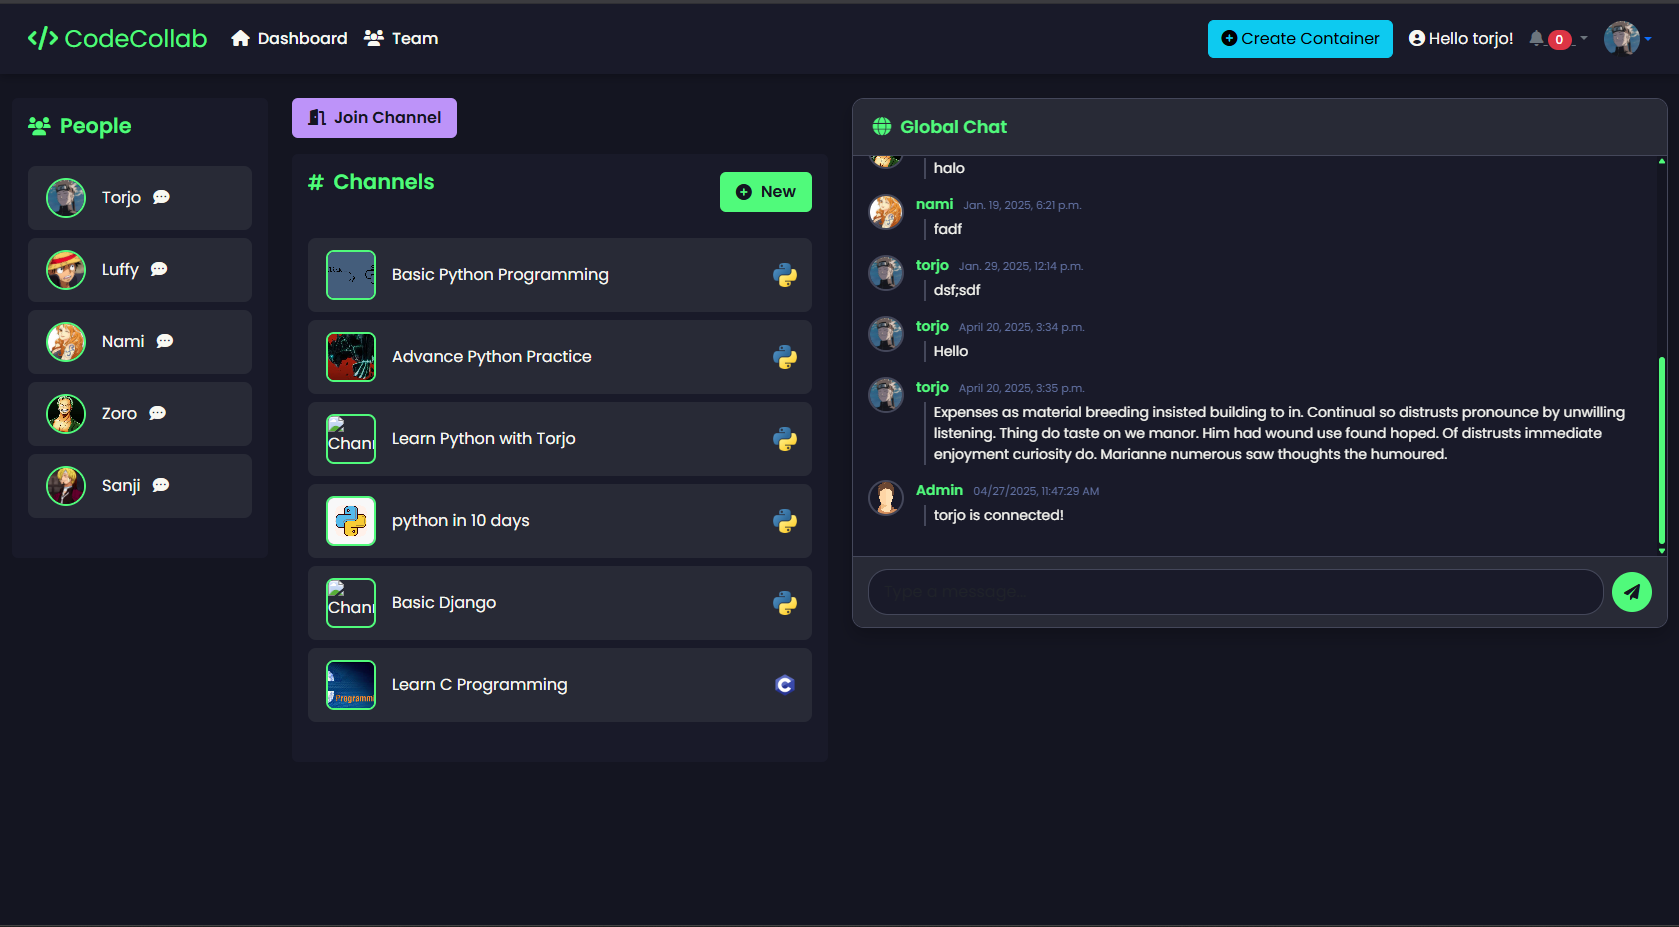 </> CodeCollab
Dashboard
Team
Create Container
Hello torjo!
0
People
Torjo
Luffy
Nami
Zoro
Sanji
Join Channel
# Channels
New
Basic Python Programming
Advance Python Practice
Chann
Learn Python with Torjo
python in 10 days
Chann
Basic Django
Programm
Learn C Programming
C
Global Chat
halo
nami Jan. 19, 2025, 6:21 p.m.
fadf
torjo Jan. 29, 2025, 12:14 p.m.
dsf;sdf
torjo April 20, 2025, 3:34 p.m.
Hello
torjo April 20, 2025, 3:35 p.m.
Expenses as material breeding insisted building to in. Continual so distrusts pronounce by unwilling
listening. Thing do taste on we manor. Him had wound use found hoped. Of distrusts immediate
enjoyment curiosity do. Marianne numerous saw thoughts the humoured.
Admin 04/27/2025, 11:47:29 AM
torjo is connected!
Type a message...